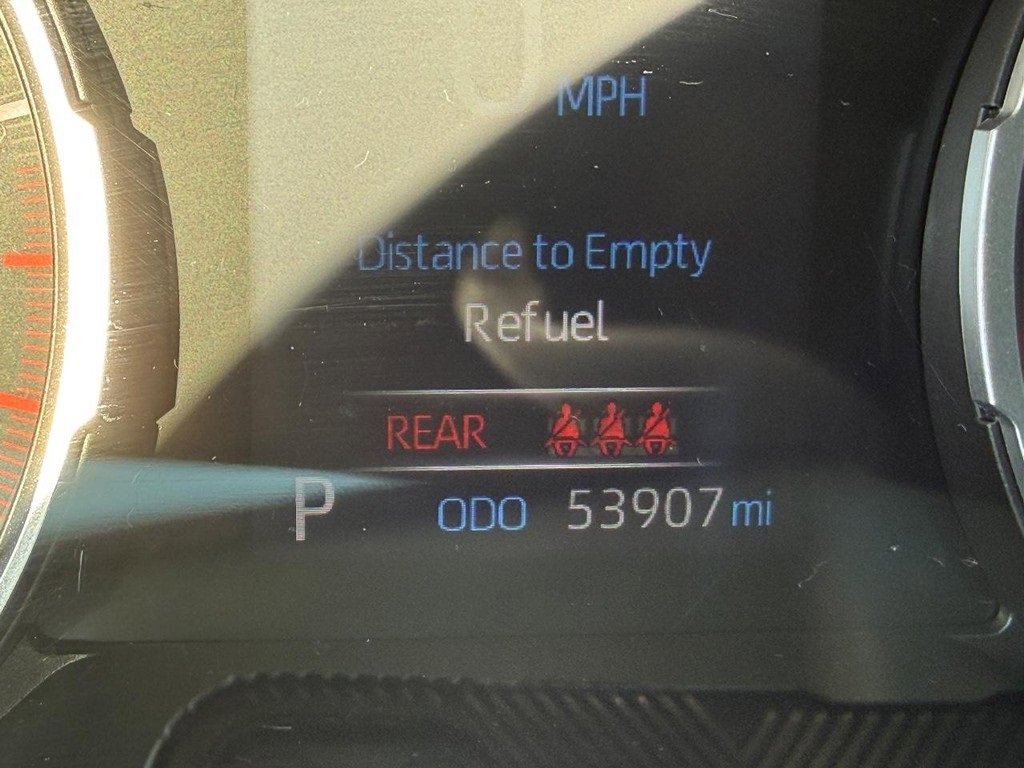 MPH
Distance to Empty
Refuel
REAR
P ODO 53907 mi